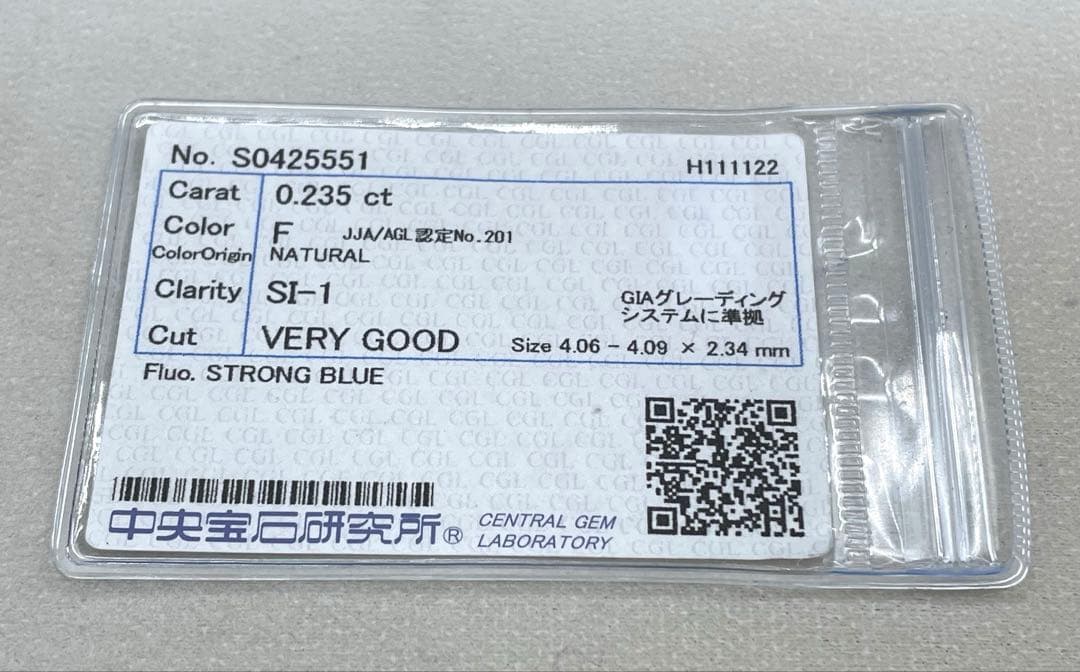 No. S0425551 H111122
Carat 0.235 ct
Color F JJA/AGL認定No.201
ColorOrigin NATURAL
Clarity SI-1 GIAグレーディング
システムに準拠
Cut VERY GOOD Size 4.06 - 4.09 × 2.34 mm
Fluo. STRONG BLUE
中央宝石研究所® CENTRAL GEM
LABORATORY